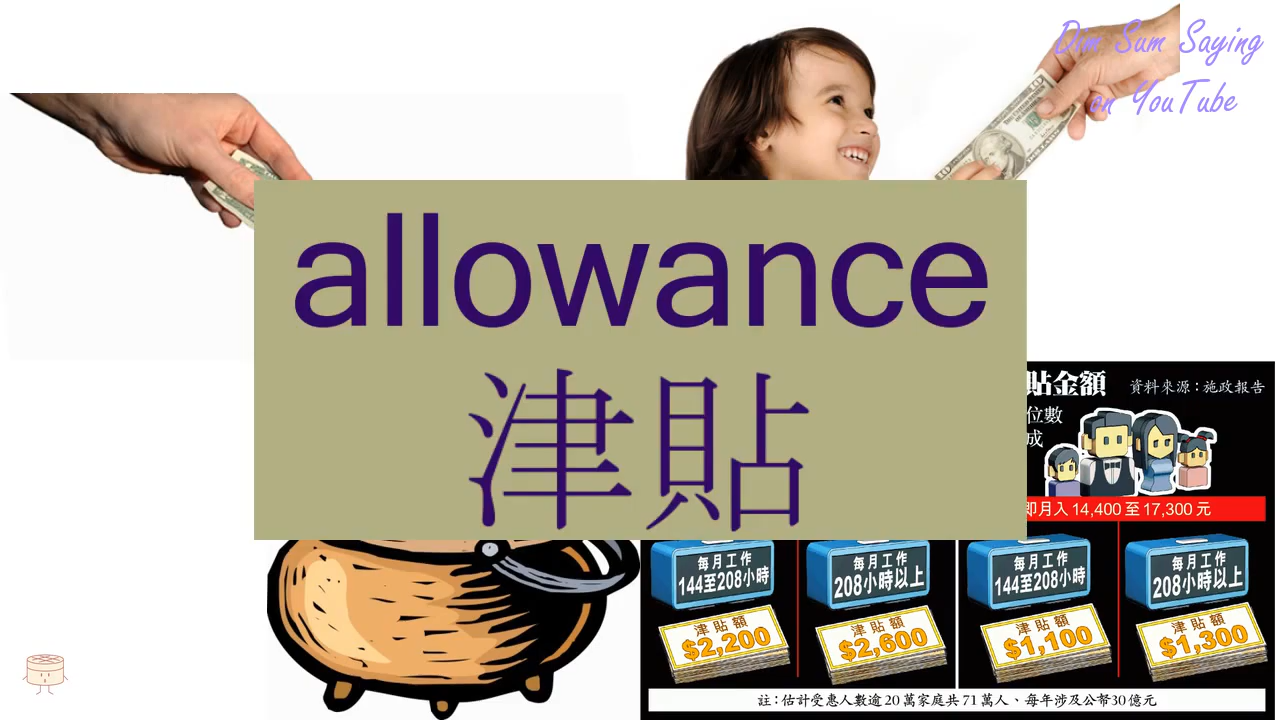 Dim Sum Saying
on YouTube
allowance
津貼
貼金額 資料來源：施政報告
位數
成
即月入 14,400 至 17,300 元
每月工作
144至208小時
津貼額
$2,200
每月工作
208小時以上
津貼額
$2,600
每月工作
144至208小時
津貼額
$1,100
每月工作
208小時以上
津貼額
$1,300
註：估計受惠人數逾 20 萬家庭共 71 萬人、每年涉及公帑30 億元